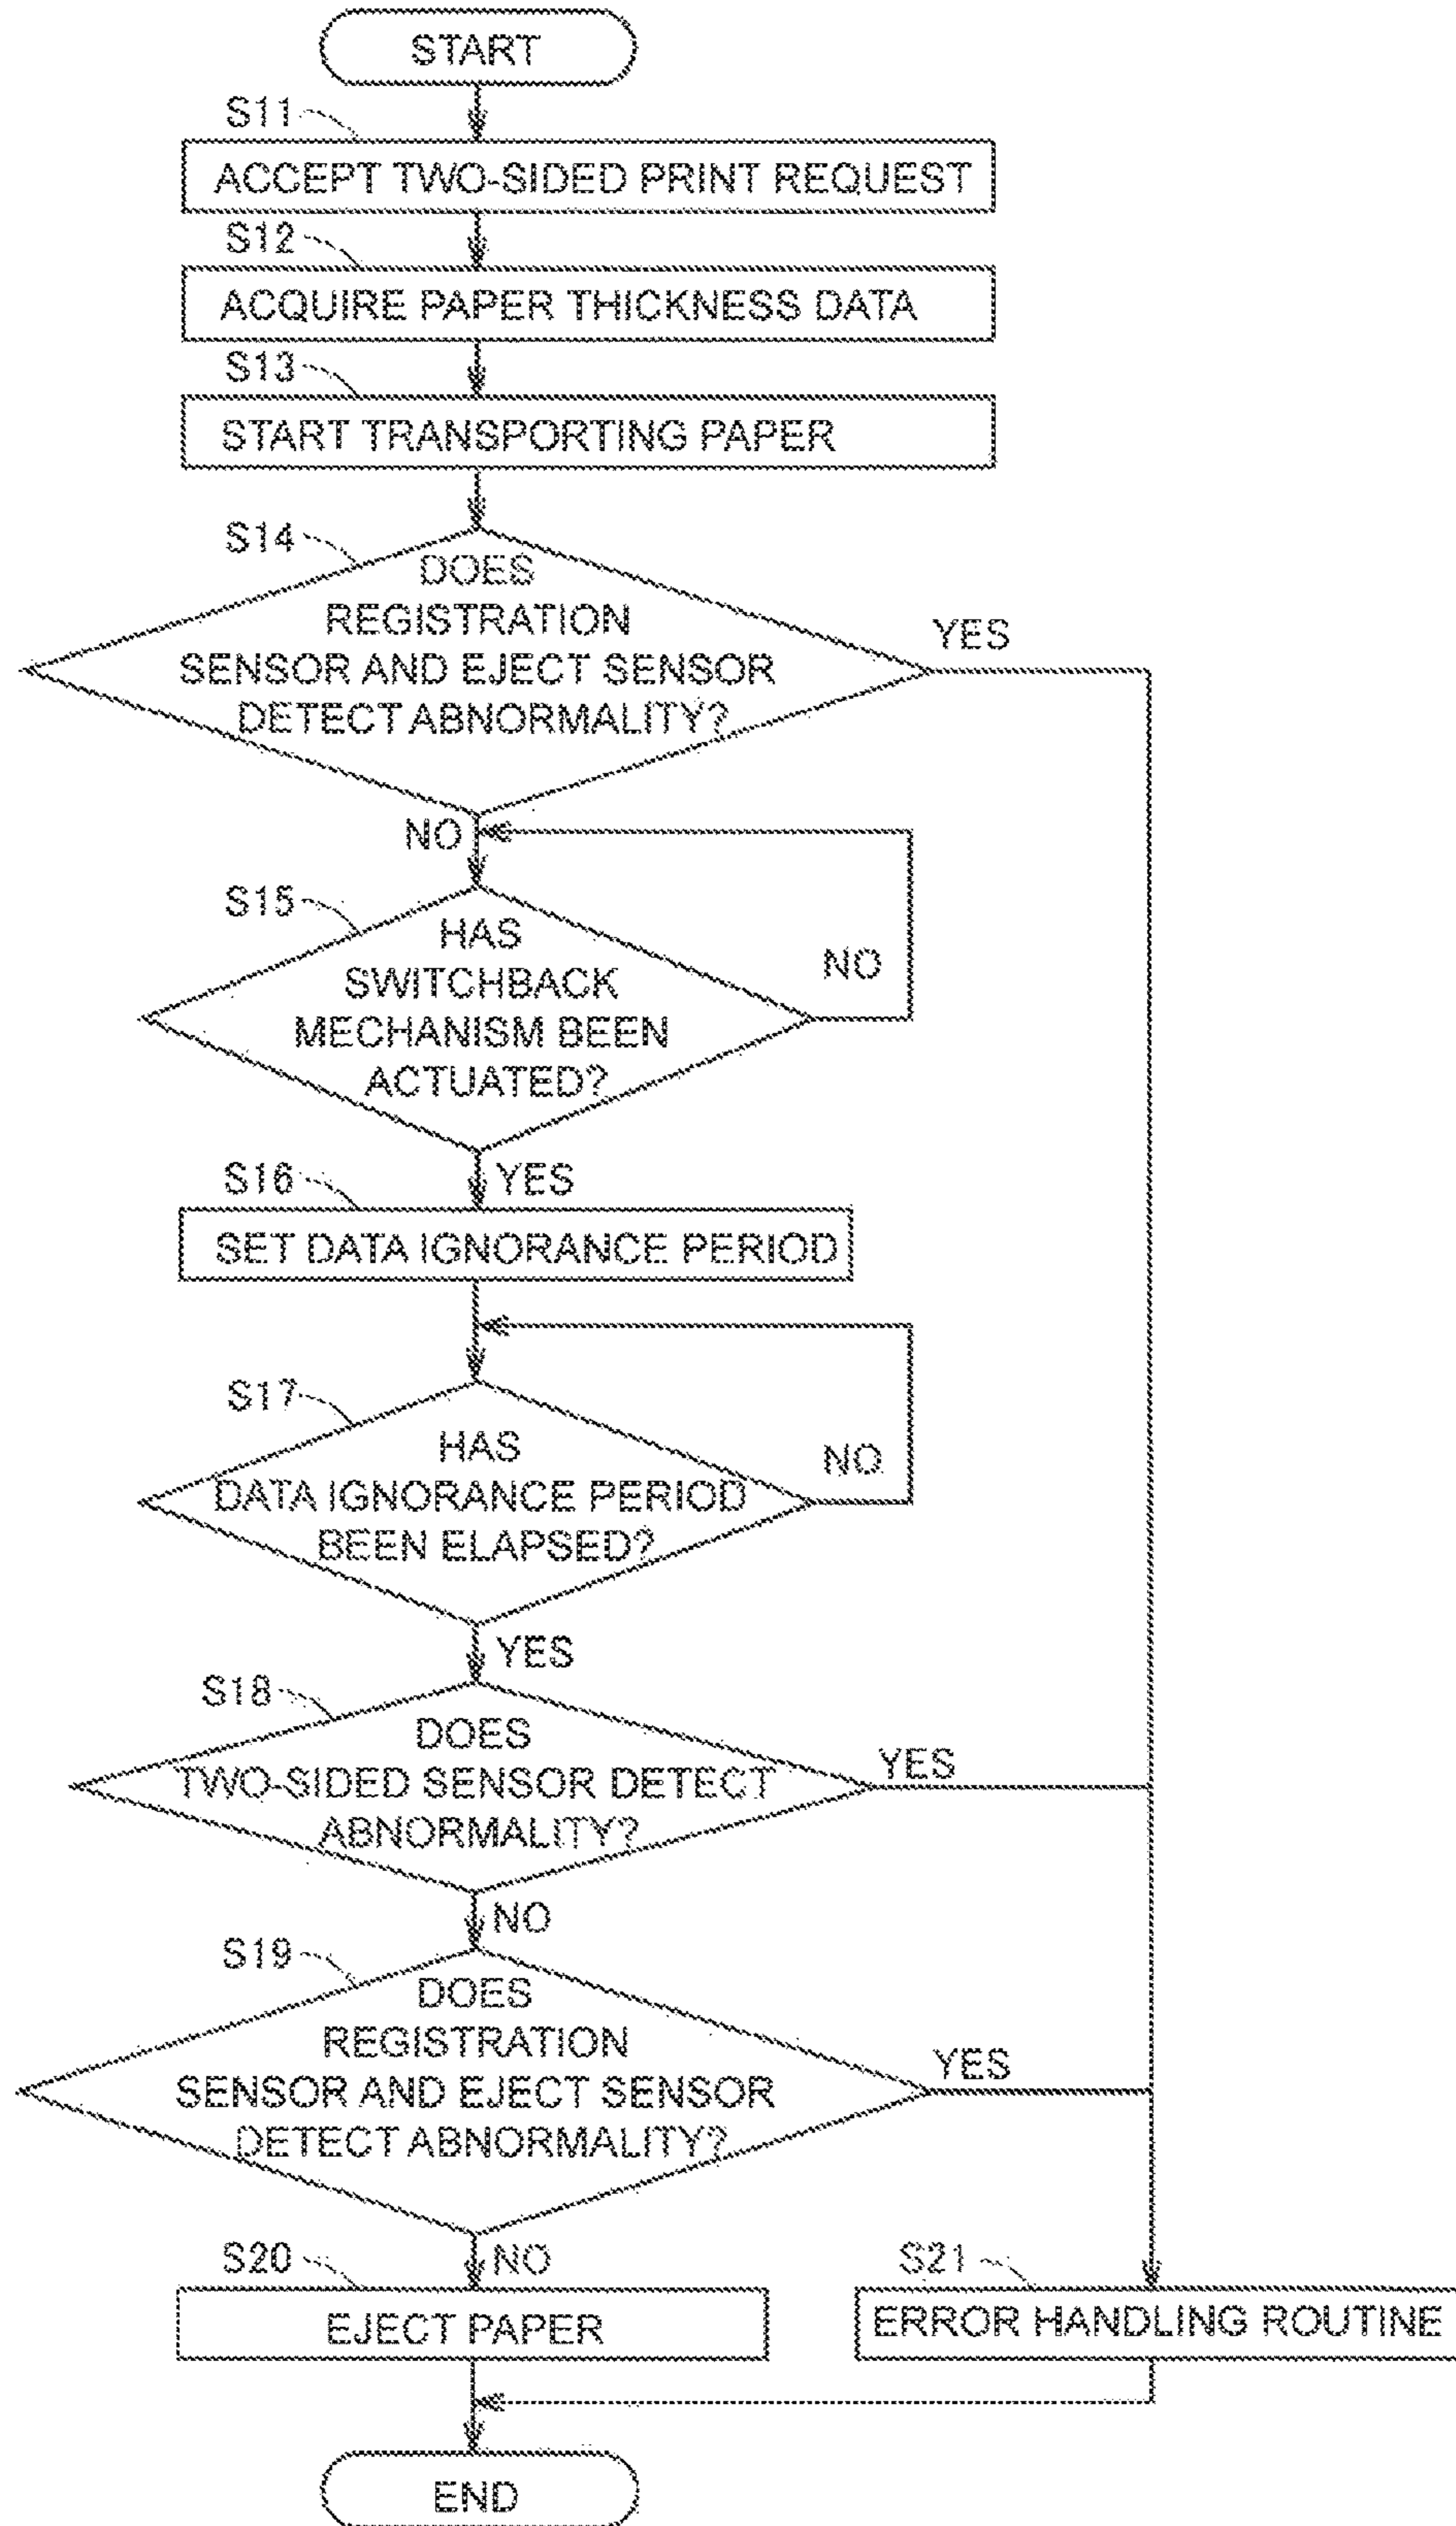 START
S11
ACCEPT TWO-SIDED PRINT REQUEST
S12
ACQUIRE PAPER THICKNESS DATA
S13
START TRANSPORTING PAPER
S14
DOES
REGISTRATION
SENSOR AND EJECT SENSOR
DETECT ABNORMALITY?
YES
NO
S15
HAS
SWITCHBACK
MECHANISM BEEN
ACTUATED?
NO
YES
S16
SET DATA IGNORANCE PERIOD
S17
HAS
DATA IGNORANCE PERIOD
BEEN ELAPSED?
NO
YES
S18
DOES
TWO-SIDED SENSOR DETECT
ABNORMALITY?
YES
NO
S19
DOES
REGISTRATION
SENSOR AND EJECT SENSOR
DETECT ABNORMALITY?
YES
NO
S20
EJECT PAPER
S21
ERROR HANDLING ROUTINE
END